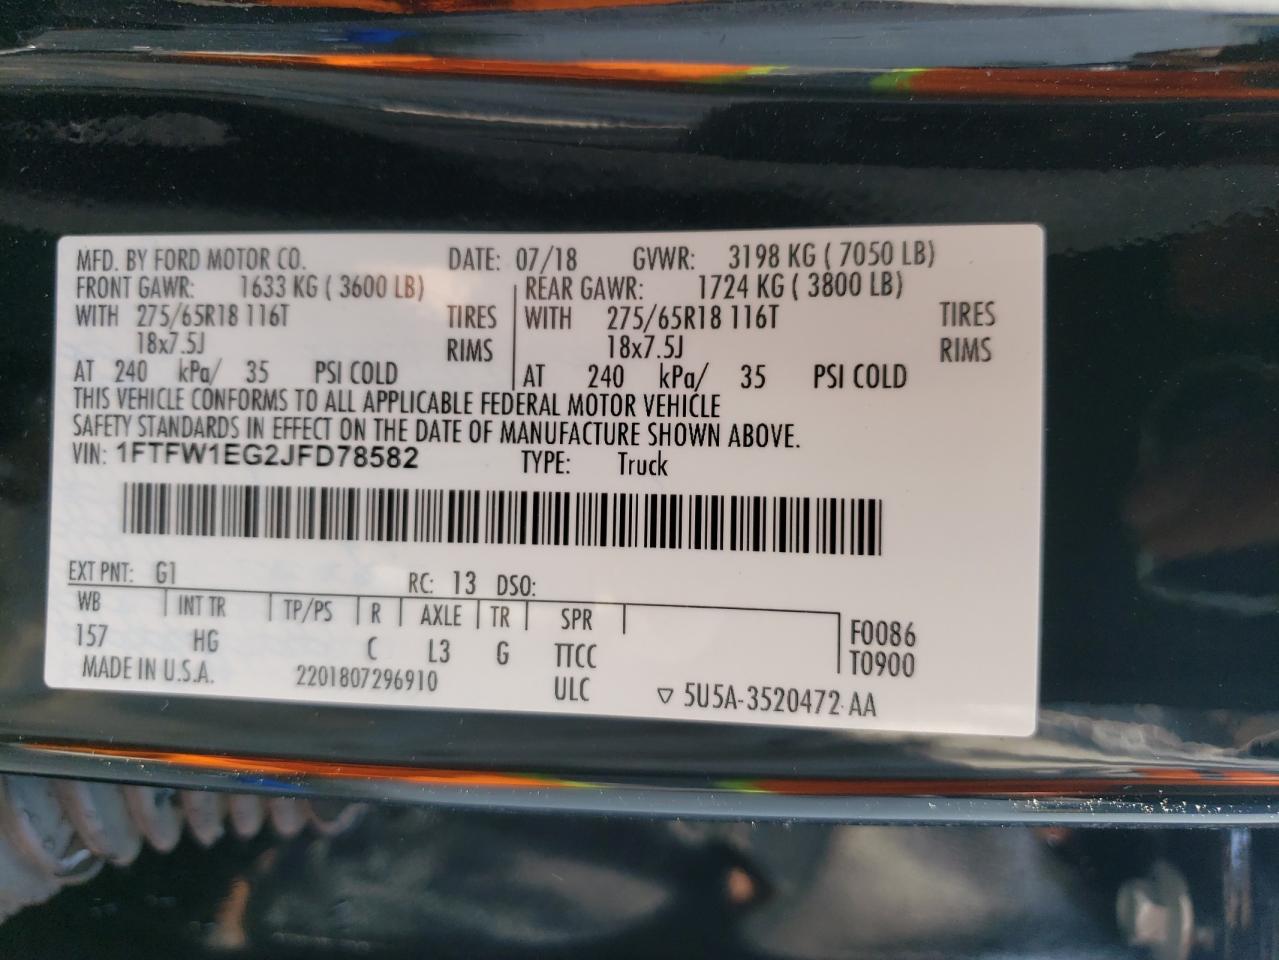 MFD. BY FORD MOTOR CO. DATE: 07/18 GVWR: 3198 KG ( 7050 LB)
FRONT GAWR: 1633 KG ( 3600 LB) REAR GAWR: 1724 KG ( 3800 LB)
WITH 275/65R18 116T TIRES WITH 275/65R18 116T TIRES
18x7.5J RIMS 18x7.5J RIMS
AT 240 kPa/ 35 PSI COLD AT 240 kPa/ 35 PSI COLD
THIS VEHICLE CONFORMS TO ALL APPLICABLE FEDERAL MOTOR VEHICLE
SAFETY STANDARDS IN EFFECT ON THE DATE OF MANUFACTURE SHOWN ABOVE.
VIN: 1FTFW1EG2JFD78582 TYPE: Truck
EXT PNT: G1 RC: 13 DSO:
WB INT TR TP/PS R AXLE TR SPR F0086
157 HG C L3 G TTCC T0900
MADE IN U.S.A. 2201807296910 ULC ▽ 5U5A-3520472 AA